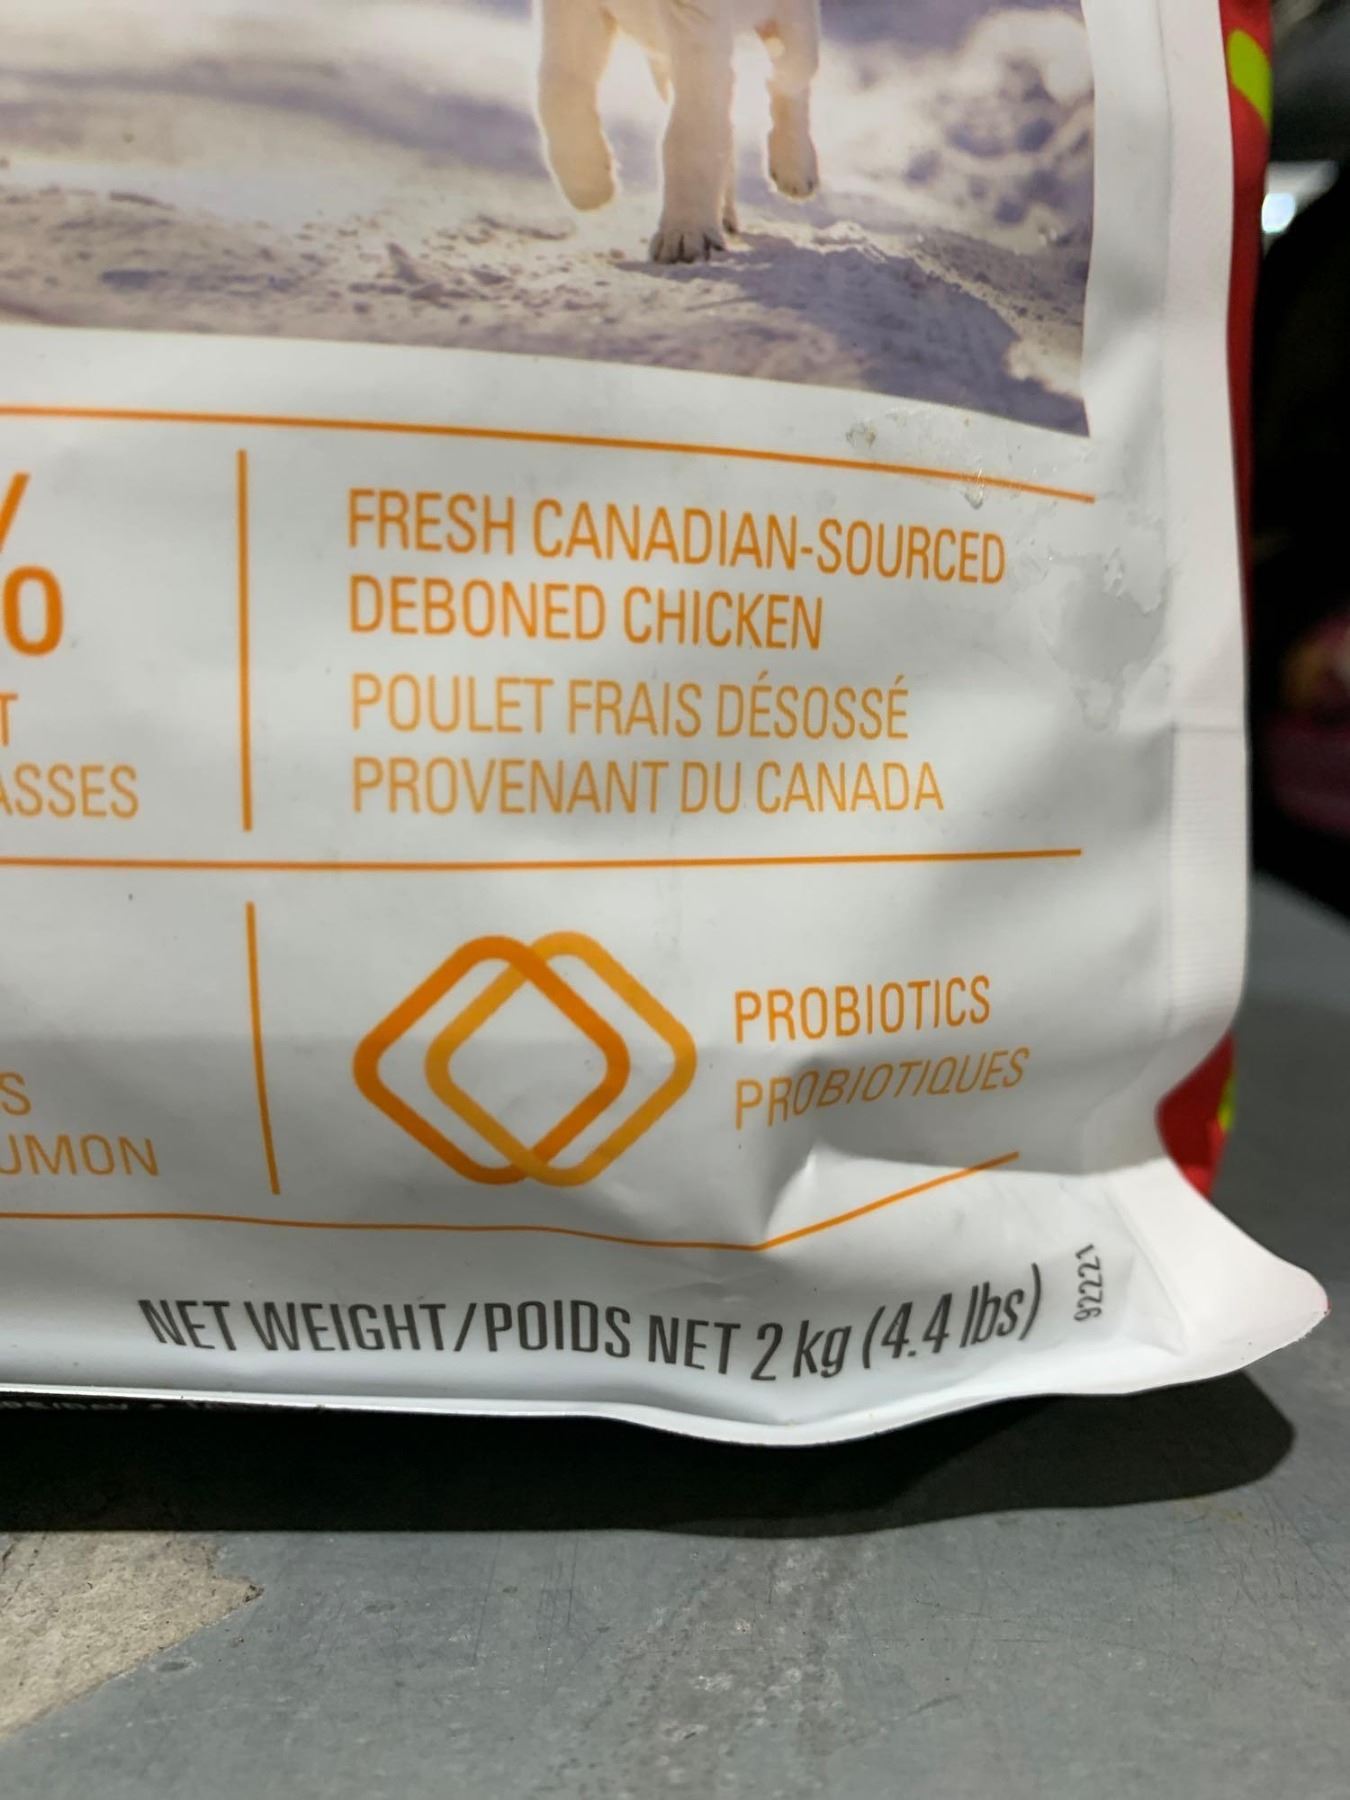 %
T
ASSES
FRESH CANADIAN-SOURCED
DEBONED CHICKEN
POULET FRAIS DÉSOSSÉ
PROVENANT DU CANADA
S
UMON
PROBIOTICS
PROBIOTIQUES
NET WEIGHT/POIDS NET 2 kg (4.4 lbs)
92221